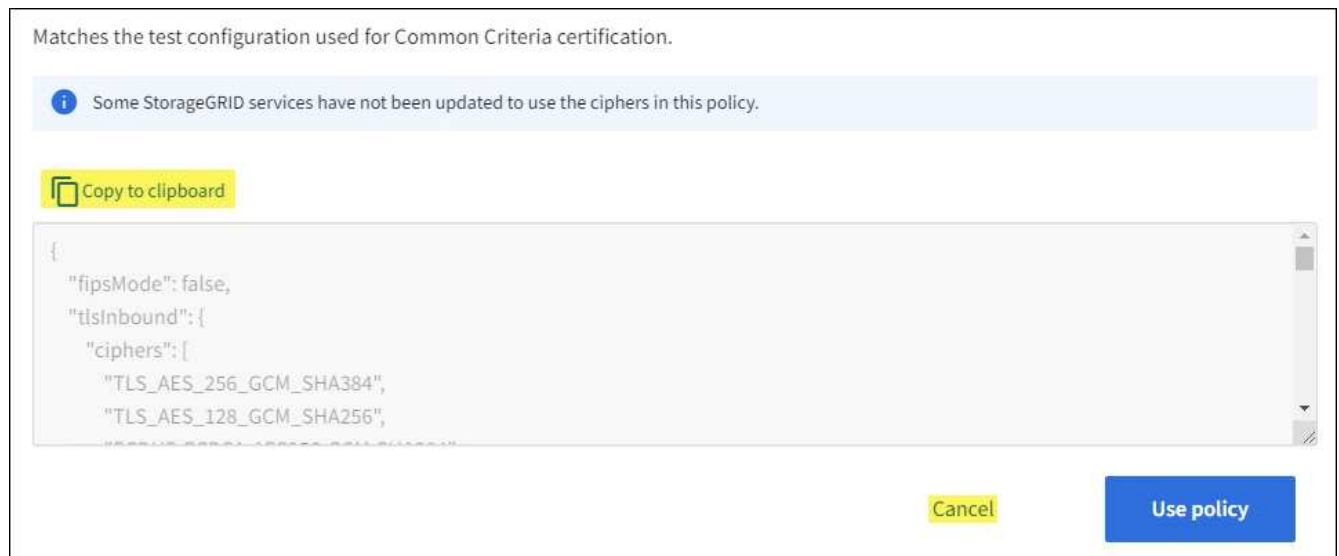 Matches the test configuration used for Common Criteria certification.
Some StorageGRID services have not been updated to use the ciphers in this policy.
Copy to clipboard
{
"fipsMode": false,
"tlsInbound": {
"ciphers": [
"TLS_AES_256_GCM_SHA384",
"TLS_AES_128_GCM_SHA256",
Cancel
Use policy